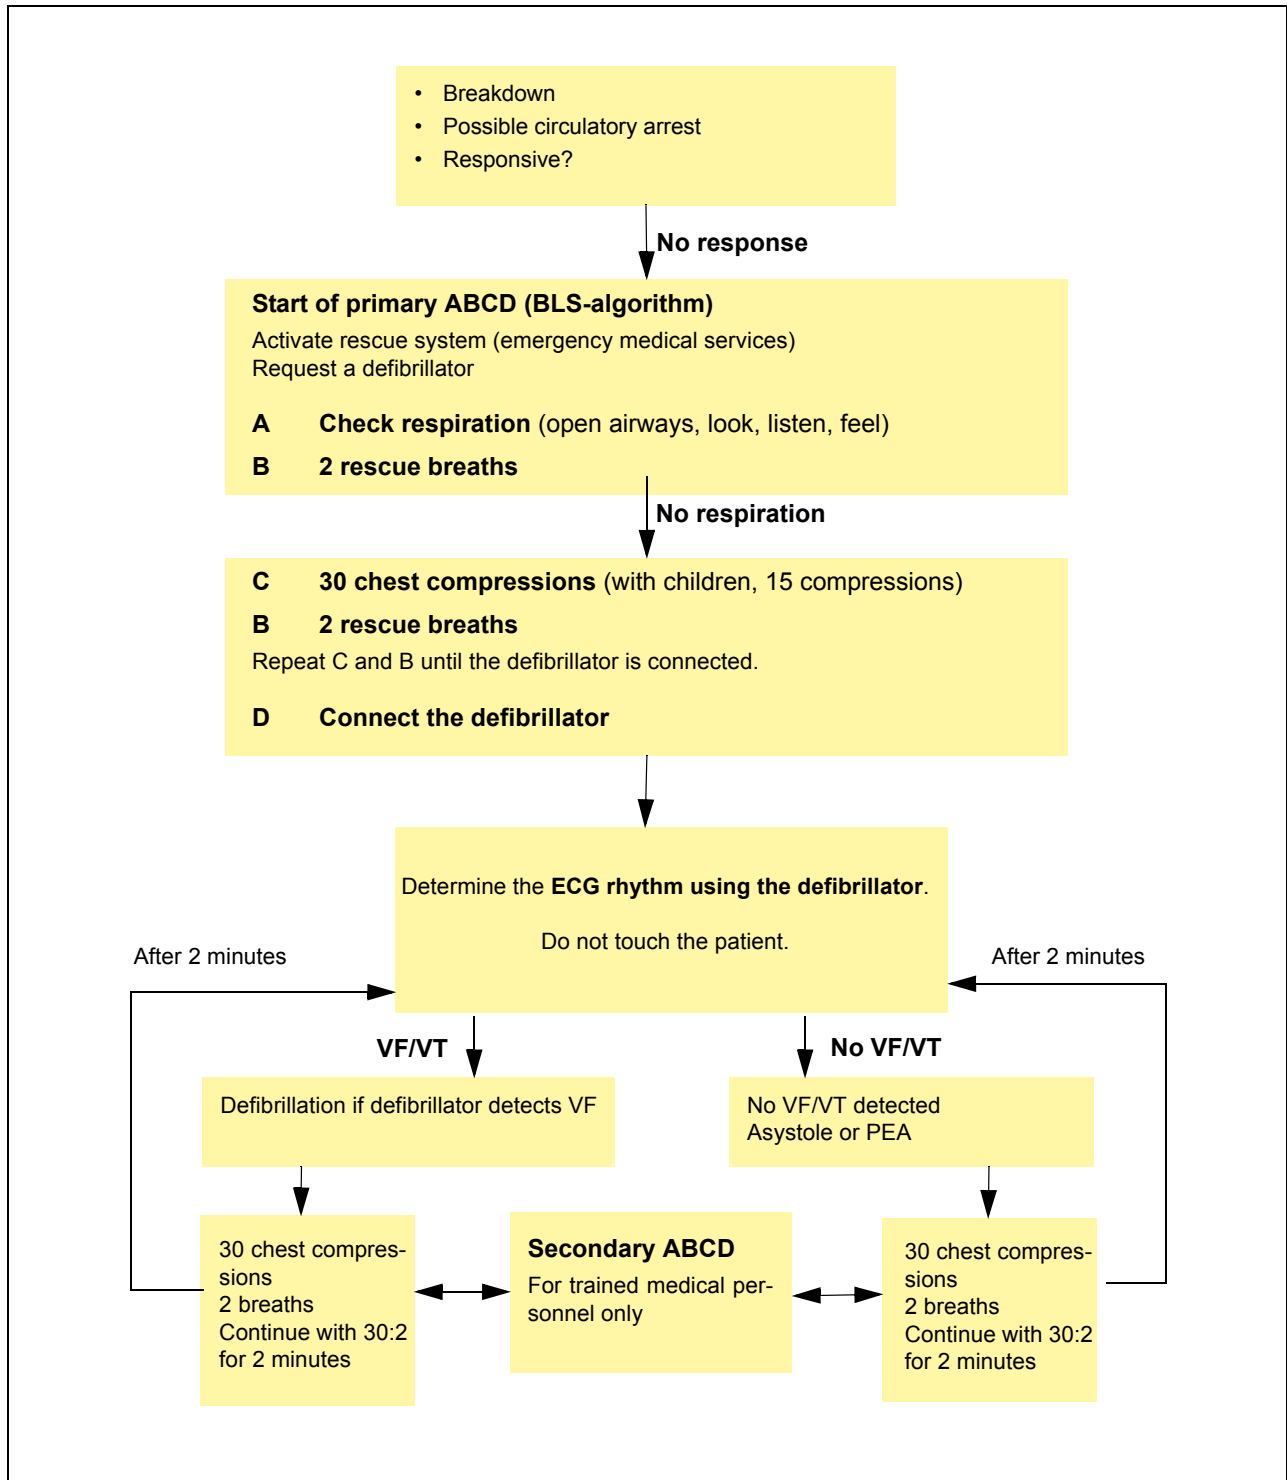 • Breakdown
• Possible circulatory arrest
• Responsive?
No response
Start of primary ABCD (BLS-algorithm)
Activate rescue system (emergency medical services)
Request a defibrillator
A Check respiration (open airways, look, listen, feel)
B 2 rescue breaths
No respiration
C 30 chest compressions (with children, 15 compressions)
B 2 rescue breaths
Repeat C and B until the defibrillator is connected.
D Connect the defibrillator
Determine the ECG rhythm using the defibrillator.
Do not touch the patient.
After 2 minutes
After 2 minutes
VF/VT
No VF/VT
Defibrillation if defibrillator detects VF
No VF/VT detected
Asystole or PEA
30 chest compres-
sions
2 breaths
Continue with 30:2
for 2 minutes
Secondary ABCD
For trained medical per-
sonnel only
30 chest compres-
sions
2 breaths
Continue with 30:2
for 2 minutes